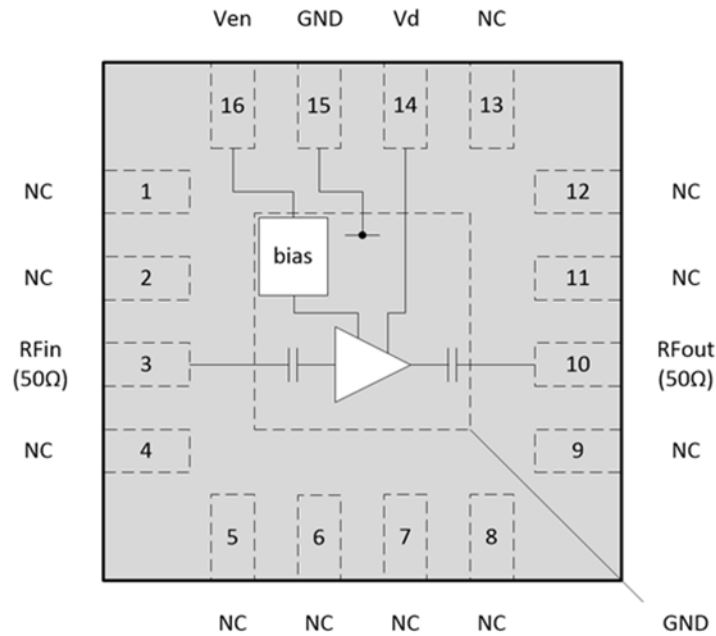 Ven GND Vd NC
16 15 14 13
NC 1 12 NC
bias
NC 2 11 NC
RFin 3 10 RFout
(50Ω) (50Ω)
NC 4 9 NC
5 6 7 8
NC NC NC NC GND